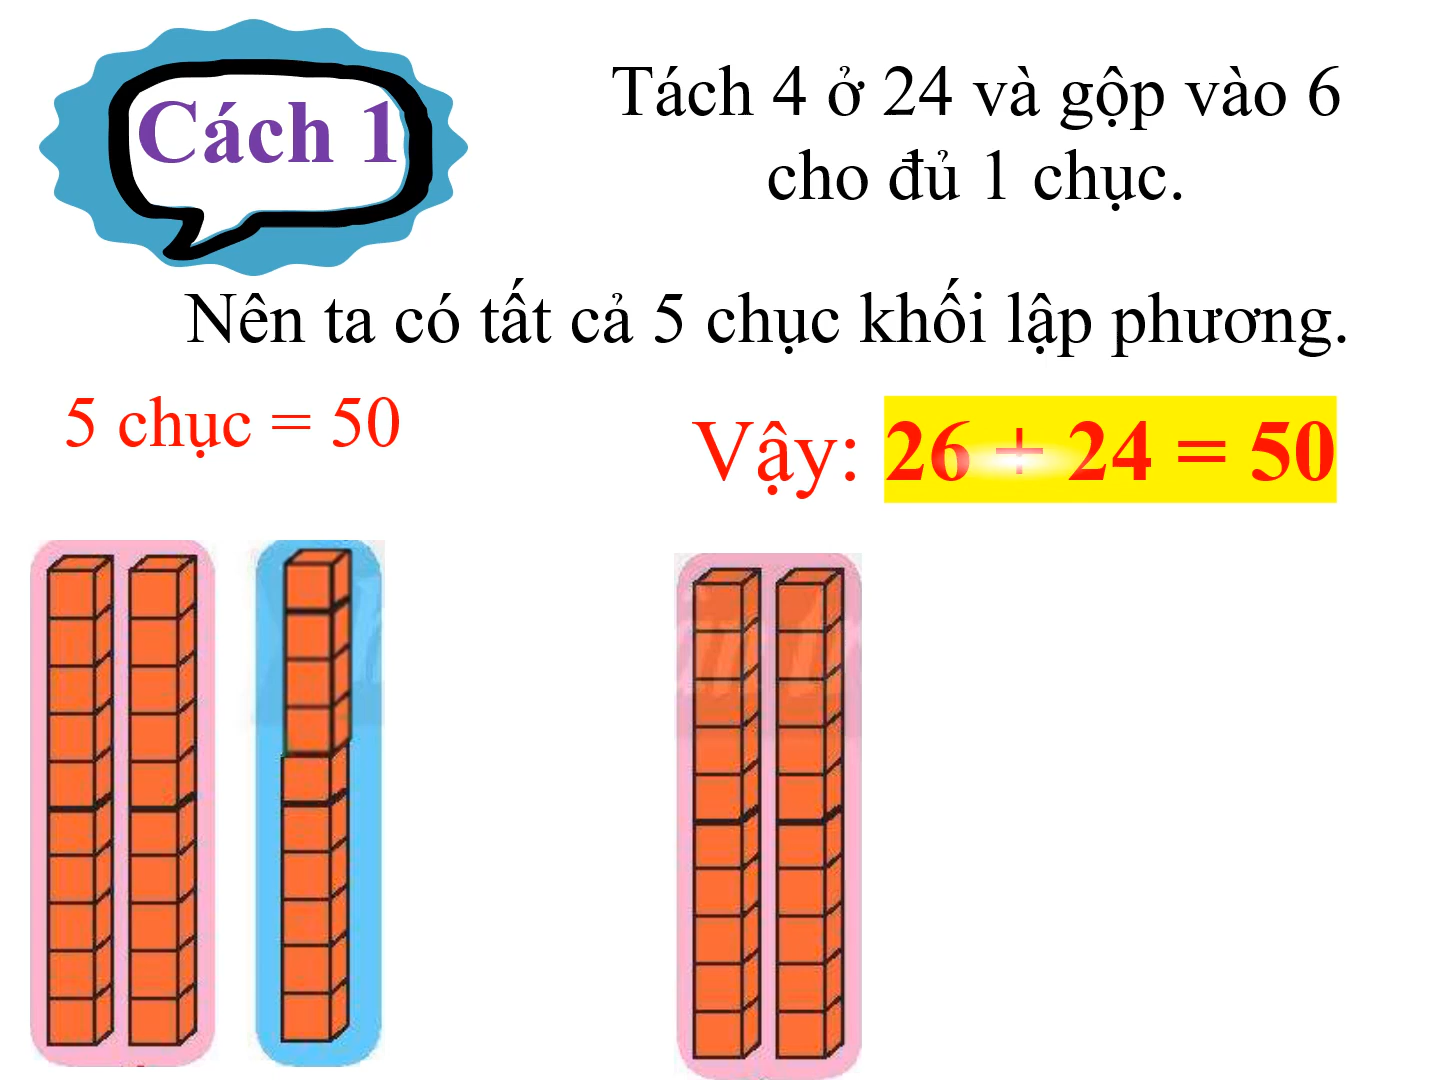 Cách 1
Tách 4 ở 24 và gộp vào 6
cho đủ 1 chục.
Nên ta có tất cả 5 chục khối lập phương.
5 chục = 50
Vậy: 26 + 24 = 50